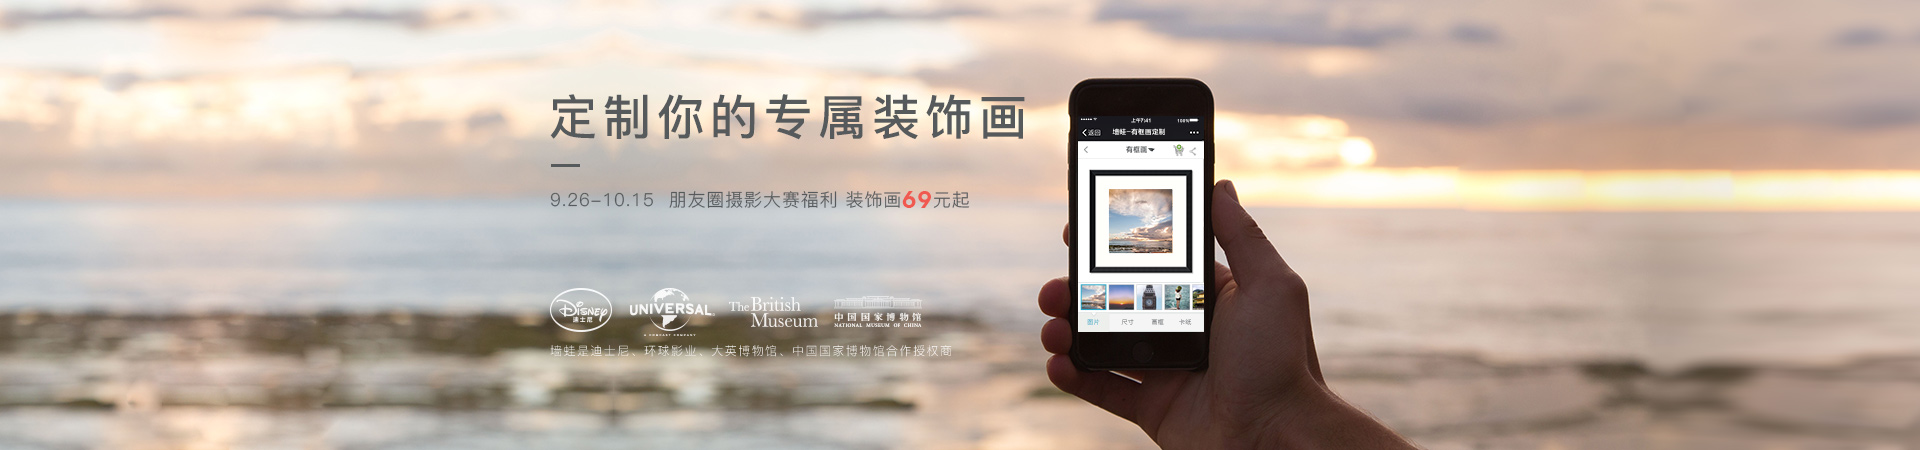 定制你的专属装饰画
9.26-10.15 朋友圈摄影大赛福利 装饰画69元起
Disney
迪士尼
UNIVERSAL
A COMCAST COMPANY
The British
Museum
中国国家博物馆
NATIONAL MUSEUM OF CHINA
墙蛙是迪士尼、环球影业、大英博物馆、中国国家博物馆合作授权商
上午7:41
100%
返回 墙蛙-有框画定制
有框画
图片 尺寸 画框 卡纸